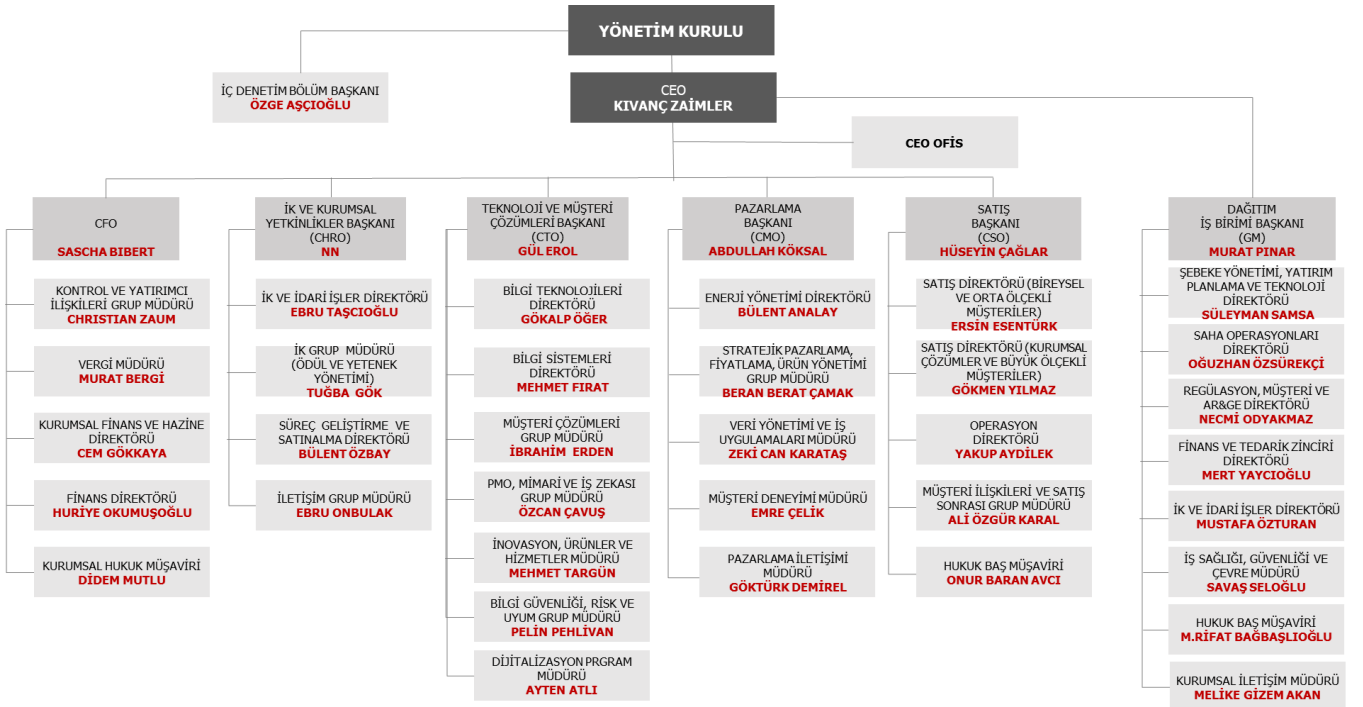 YÖNETİM KURULU
İÇ DENETİM BÖLÜM BAŞKANI
ÖZGE AŞÇIOĞLU
CEO
KIVANÇ ZAİMLER
CEO OFİS
CFO
SASCHA BIBERT
KONTROL VE YATIRIMCI
İLİŞKİLERİ GRUP MÜDÜRÜ
CHRISTIAN ZAUM
VERGİ MÜDÜRÜ
MURAT BERGİ
KURUMSAL FİNANS VE HAZİNE
DİREKTÖRÜ
CEM GÖKKAYA
FİNANS DİREKTÖRÜ
HURİYE OKUMUŞOĞLU
KURUMSAL HUKUK MÜŞAVİRİ
DİDEM MUTLU
İK VE KURUMSAL
YETKİNLİKLER BAŞKANI
(CHRO)
NN
İK VE İDARİ İŞLER DİREKTÖRÜ
EBRU TAŞCIOĞLU
İK GRUP MÜDÜRÜ
(ÖDÜL VE YETENEK
YÖNETİMİ)
TUĞBA GÖK
SÜREÇ GELİŞTİRME VE
SATINALMA DİREKTÖRÜ
BÜLENT ÖZBAY
İLETİŞİM GRUP MÜDÜRÜ
EBRU ONBULAK
TEKNOLOJİ VE MÜŞTERİ
ÇÖZÜMLERİ BAŞKANI
(CTO)
GÜL EROL
BİLGİ TEKNOLOJİLERİ
DİREKTÖRÜ
GÖKALP ÖĞER
BİLGİ SİSTEMLERİ
DİREKTÖRÜ
MEHMET FIRAT
MÜŞTERİ ÇÖZÜMLERİ
GRUP MÜDÜRÜ
İBRAHİM ERDEN
PMO, MİMARİ VE İŞ ZEKASI
GRUP MÜDÜRÜ
ÖZCAN ÇAVUŞ
İNOVASYON, ÜRÜNLER VE
HİZMETLER MÜDÜRÜ
MEHMET TARGÜN
BİLGİ GÜVENLİĞİ, RİSK VE
UYUM GRUP MÜDÜRÜ
PELİN PEHLİVAN
DİJİTALİZASYON PRGRAM
MÜDÜRÜ
AYTEN ATLI
PAZARLAMA
BAŞKANI
(CMO)
ABDULLAH KÖKSAL
ENERJİ YÖNETİMİ DİREKTÖRÜ
BÜLENT ANALAY
STRATEJİK PAZARLAMA,
FİYATLAMA, ÜRÜN YÖNETİMİ
GRUP MÜDÜRÜ
BERAN BERAT ÇAMAK
VERİ YÖNETİMİ VE İŞ
UYGULAMALARI MÜDÜRÜ
ZEKİ CAN KARATAŞ
MÜŞTERİ DENEYİMİ MÜDÜRÜ
EMRE ÇELİK
PAZARLAMA İLETİŞİMİ
MÜDÜRÜ
GÖKTÜRK DEMİREL
SATIŞ
BAŞKANI
(CSO)
HÜSEYİN ÇAĞLAR
SATIŞ DİREKTÖRÜ (BİREYSEL
VE ORTA ÖLÇEKLİ
MÜŞTERİLER)
ERSİN ESENTÜRK
SATIŞ DİREKTÖRÜ (KURUMSAL
ÇÖZÜMLER VE BÜYÜK ÖLÇEKLİ
MÜŞTERİLER)
GÖKMEN YILMAZ
OPERASYON
DİREKTÖRÜ
YAKUP AYDİLEK
MÜŞTERİ İLİŞKİLERİ VE SATIŞ
SONRASI GRUP MÜDÜRÜ
ALİ ÖZGÜR KARAL
HUKUK BAŞ MÜŞAVİRİ
ONUR BARAN AVCI
DAĞITIM
İŞ BİRİMİ BAŞKANI
(GM)
MURAT PINAR
ŞEBEKE YÖNETİMİ, YATIRIM
PLANLAMA VE TEKNOLOJİ
DİREKTÖRÜ
SÜLEYMAN SAMSA
SAHA OPERASYONLARI
DİREKTÖRÜ
OĞUZHAN ÖZSÜREKÇİ
REGÜLASYON, MÜŞTERİ VE
AR&GE DİREKTÖRÜ
NECMİ ODYAKMAZ
FİNANS VE TEDARİK ZİNCİRİ
DİREKTÖRÜ
MERT YAYCIOĞLU
İK VE İDARİ İŞLER DİREKTÖRÜ
MUSTAFA ÖZTURAN
İŞ SAĞLIĞI, GÜVENLİĞİ VE
ÇEVRE MÜDÜRÜ
SAVAŞ SELOĞLU
HUKUK BAŞ MÜŞAVİRİ
M.RİFAT BAĞBAŞLIOĞLU
KURUMSAL İLETİŞİM MÜDÜRÜ
MELİKE GİZEM AKAN